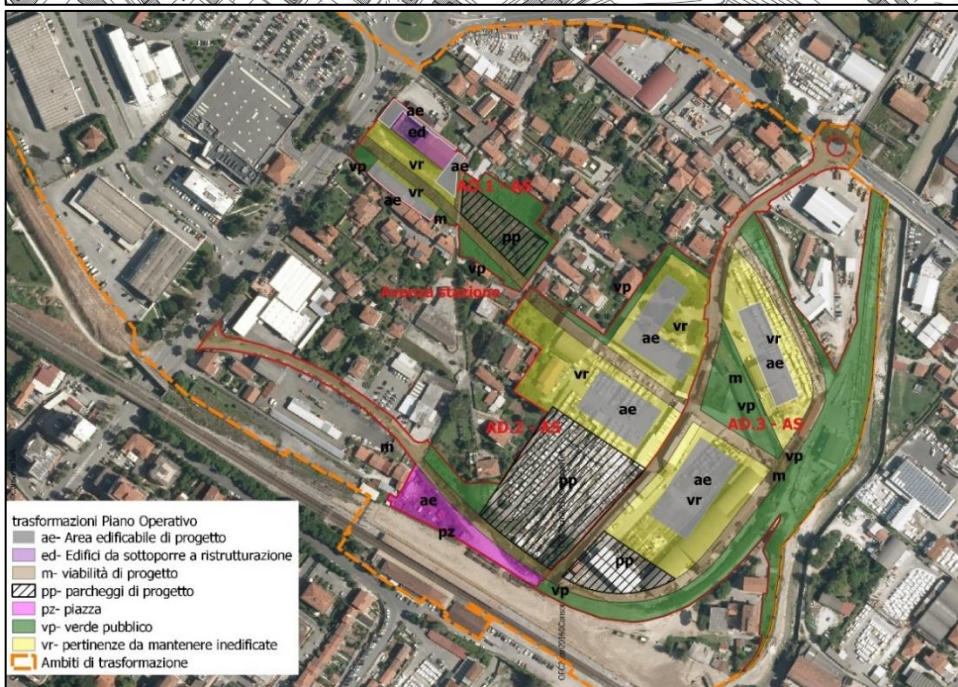 ae
ed
vp
vr
ae
AD.1 - AS
vr
ae
m
pp
vp
vp
vr
ae
m
vr
vr
ae
ae
vp
AD.2 - AS
AD.3 - AS
m
vp
m
ae
pp
ae
vr
pz
pp
vp
trasformazioni Piano Operativo
ae- Area edificabile di progetto
ed- Edifici da sottoporre a ristrutturazione
m- viabilità di progetto
pp- parcheggi di progetto
pz- piazza
vp- verde pubblico
vr- pertinenze da mantenere inedificate
Ambiti di trasformazione